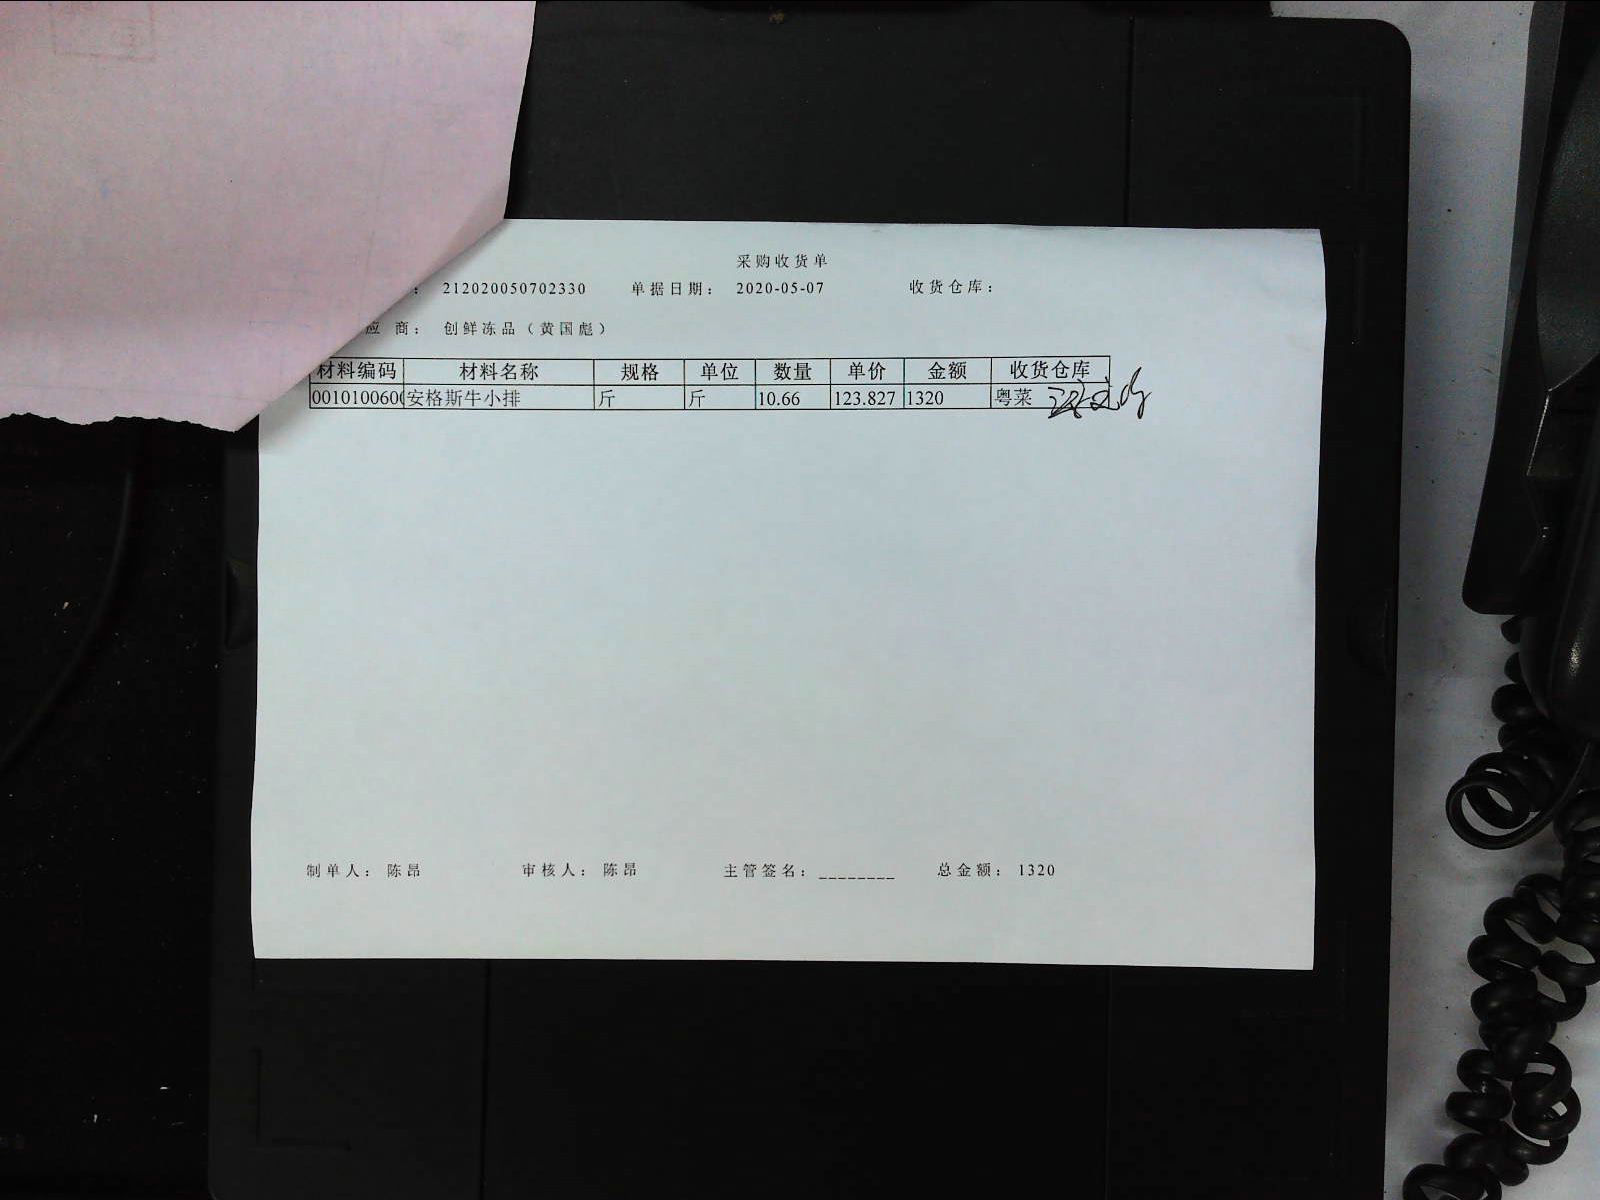 采购收货单
: 212020050702330 单据日期: 2020-05-07 收货仓库:
应 商: 创鲜冻品(黄国彪)
材料编码 材料名称 规格 单位 数量 单价 金额 收货仓库
0010100600 安格斯牛小排 斤 斤 10.66 123.827 1320 粤菜
制单人: 陈昂 审核人: 陈昂 主管签名: ________ 总金额: 1320